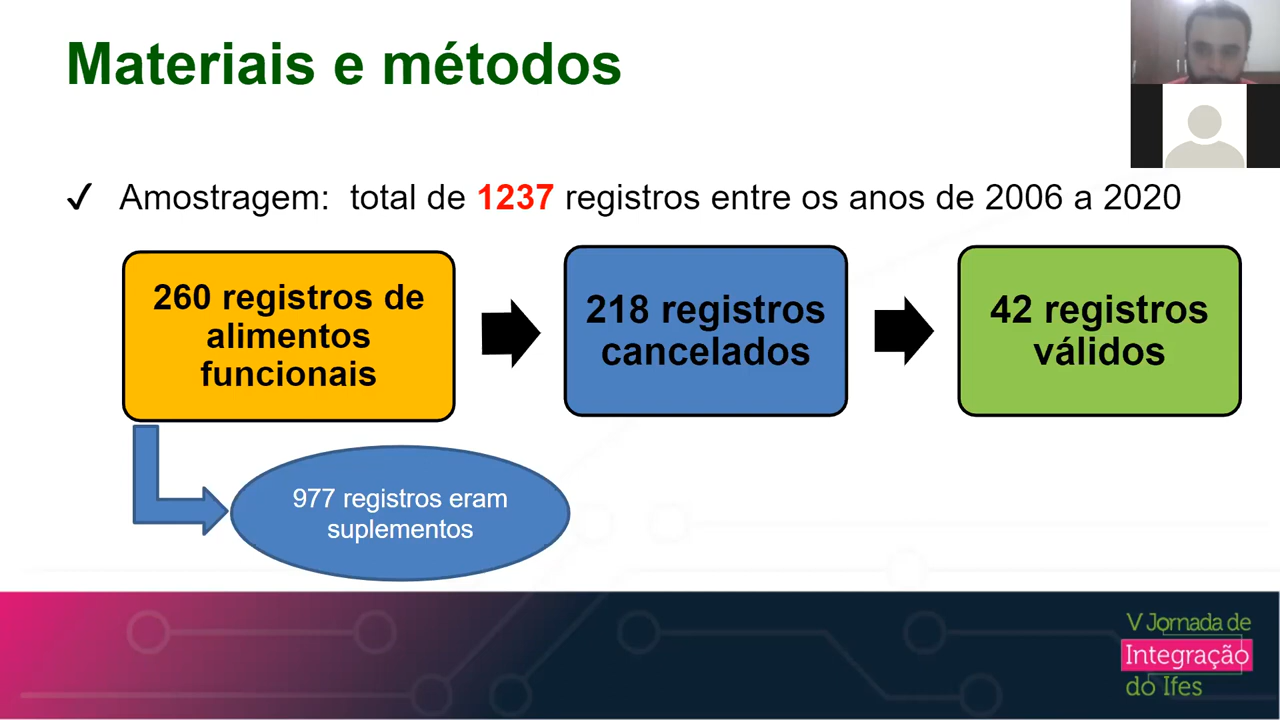 Materiais e métodos
✓ Amostragem: total de 1237 registros entre os anos de 2006 a 2020
260 registros de
alimentos
funcionais
218 registros
cancelados
42 registros
válidos
977 registros eram
suplementos
V Jornada de
Integração
do Ifes